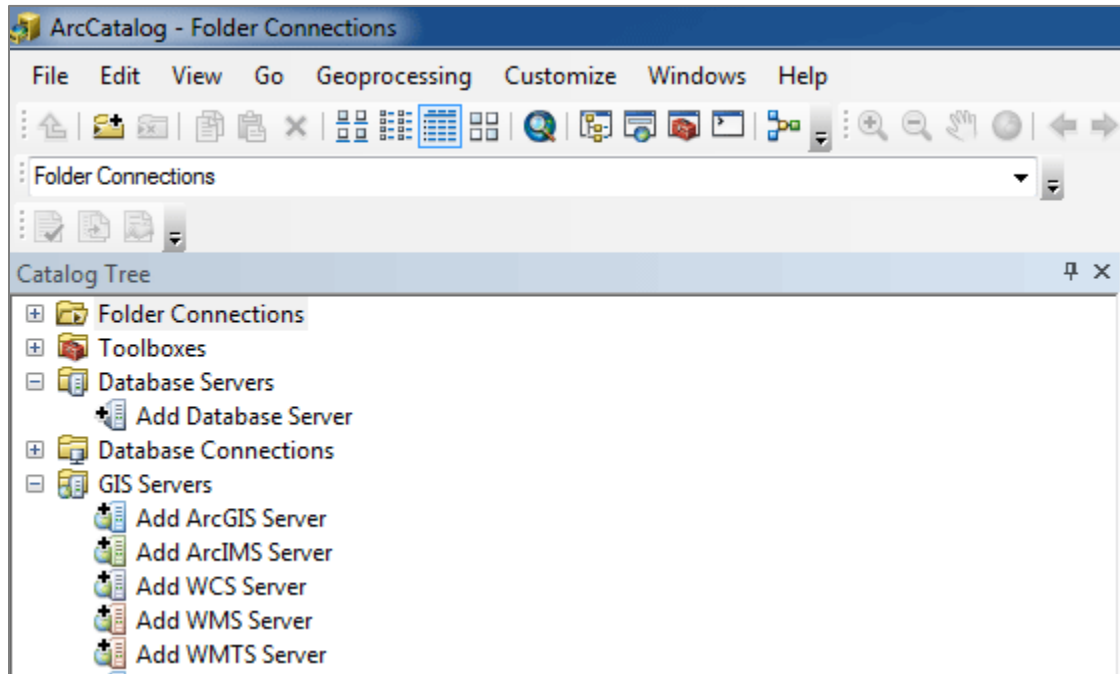 ArcCatalog - Folder Connections
File Edit View Go Geoprocessing Customize Windows Help
Folder Connections
Catalog Tree
Folder Connections
Toolboxes
Database Servers
Add Database Server
Database Connections
GIS Servers
Add ArcGIS Server
Add ArcIMS Server
Add WCS Server
Add WMS Server
Add WMTS Server